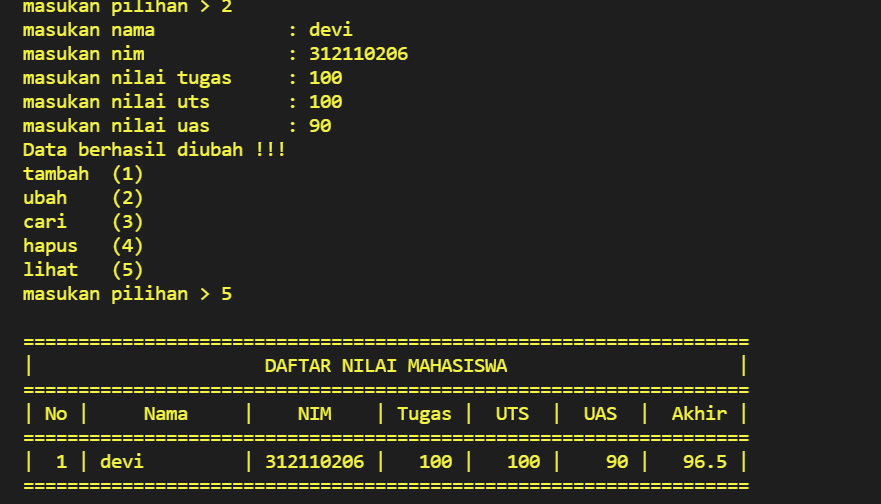 masukan pilihan > 2
masukan nama            : devi
masukan nim             : 312110206
masukan nilai tugas     : 100
masukan nilai uts       : 100
masukan nilai uas       : 90
Data berhasil diubah !!!
tambah  (1)
ubah    (2)
cari    (3)
hapus   (4)
lihat   (5)
masukan pilihan > 5
==================================================================
|                     DAFTAR NILAI MAHASISWA                     |
==================================================================
| No |     Nama     |    NIM    | Tugas |  UTS  |  UAS  |  Akhir |
==================================================================
|  1 | devi         | 312110206 |   100 |   100 |    90 |   96.5 |
==================================================================